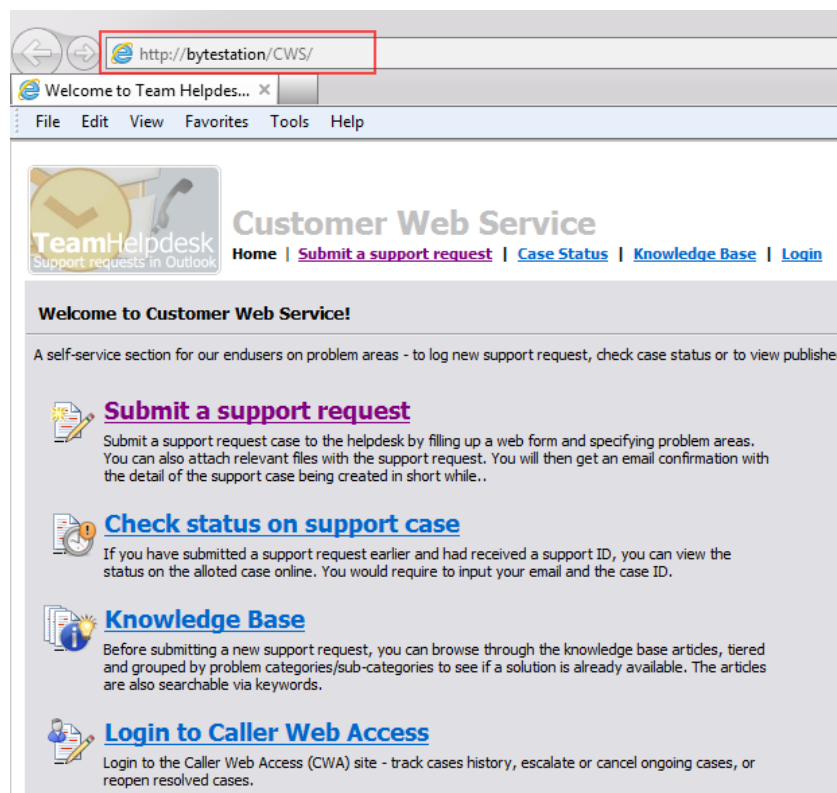 http://bytestation/CWS/
Welcome to Team Helpdes...
File Edit View Favorites Tools Help
TeamHelpdesk
Support requests in Outlook
Customer Web Service
Home | Submit a support request | Case Status | Knowledge Base | Login
Welcome to Customer Web Service!
A self-service section for our endusers on problem areas - to log new support request, check case status or to view publishe
Submit a support request
Submit a support request case to the helpdesk by filling up a web form and specifying problem areas.
You can also attach relevant files with the support request. You will then get an email confirmation with
the detail of the support case being created in short while..
Check status on support case
If you have submitted a support request earlier and had received a support ID, you can view the
status on the alloted case online. You would require to input your email and the case ID.
Knowledge Base
Before submitting a new support request, you can browse through the knowledge base articles, tiered
and grouped by problem categories/sub-categories to see if a solution is already available. The articles
are also searchable via keywords.
Login to Caller Web Access
Login to the Caller Web Access (CWA) site - track cases history, escalate or cancel ongoing cases, or
reopen resolved cases.